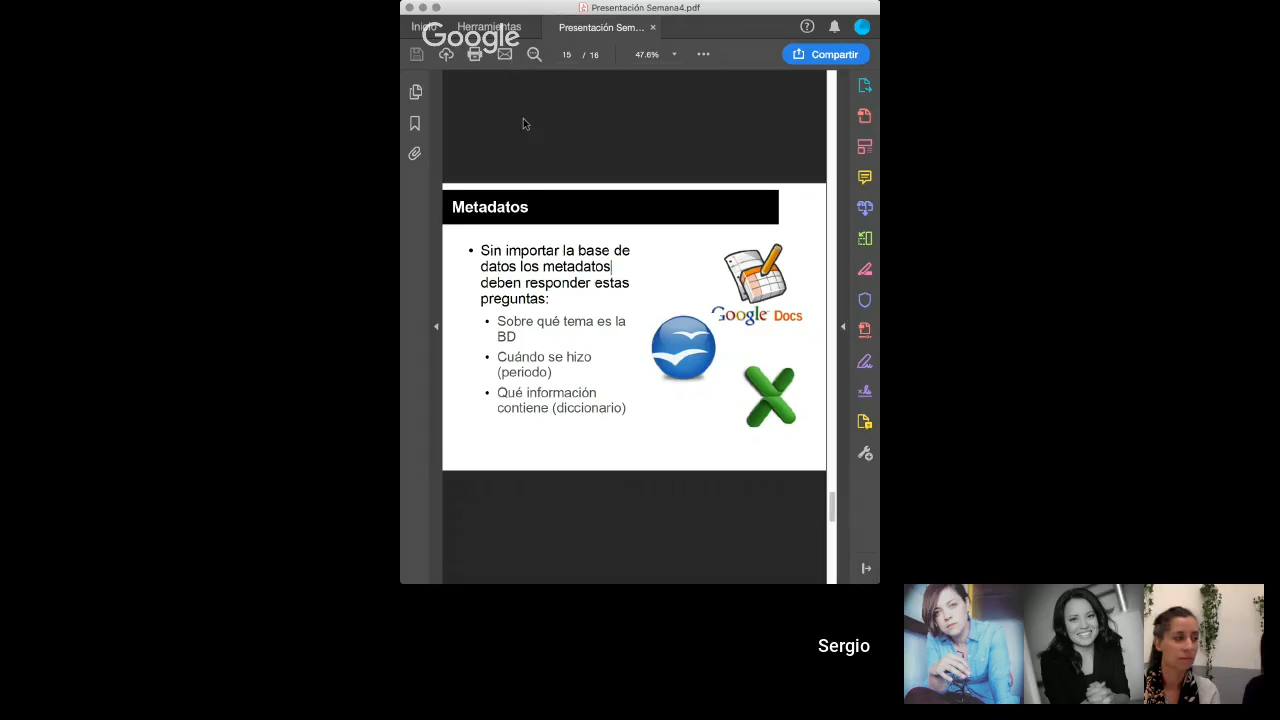 Presentación Semana4.pdf
Inicio Herramientas Presentación Sem... ×
Google
15 / 16 47.6% Compartir
Metadatos
• Sin importar la base de
datos los metadatos
deben responder estas
preguntas:
• Sobre qué tema es la
BD
• Cuándo se hizo
(periodo)
• Qué información
contiene (diccionario)
Google Docs
Sergio